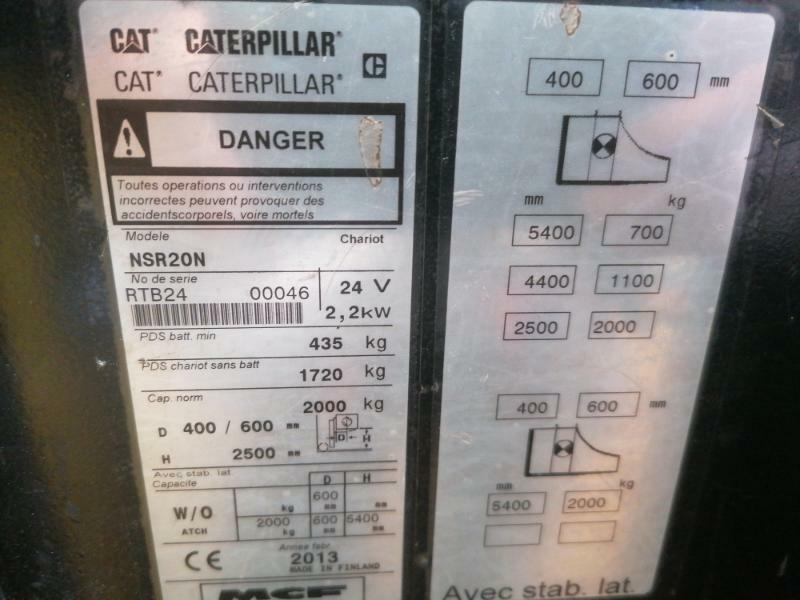 CAT® CATERPILLAR®
CAT® CATERPILLAR®
DANGER
Toutes operations ou interventions
incorrectes peuvent provoquer des
accidentscorporels, voire mortels
Modele Chariot
NSR20N
No de serie
RTB24 00046 24 V
2,2kW
PDS batt. min 435 kg
PDS chariot sans batt 1720 kg
Cap. norm 2000 kg
D 400 / 600 mm
D H
H 2500 mm
Avec stab. lat.
Capacite D H
600
W/O kg mm mm
ATCH 2000 600 5400
kg mm mm
Annee fabr.
CE 2013
MADE IN FINLAND
MCF
400 600 mm
mm kg
5400 700
4400 1100
2500 2000
400 600 mm
mm kg
5400 2000
Avec stab. lat.